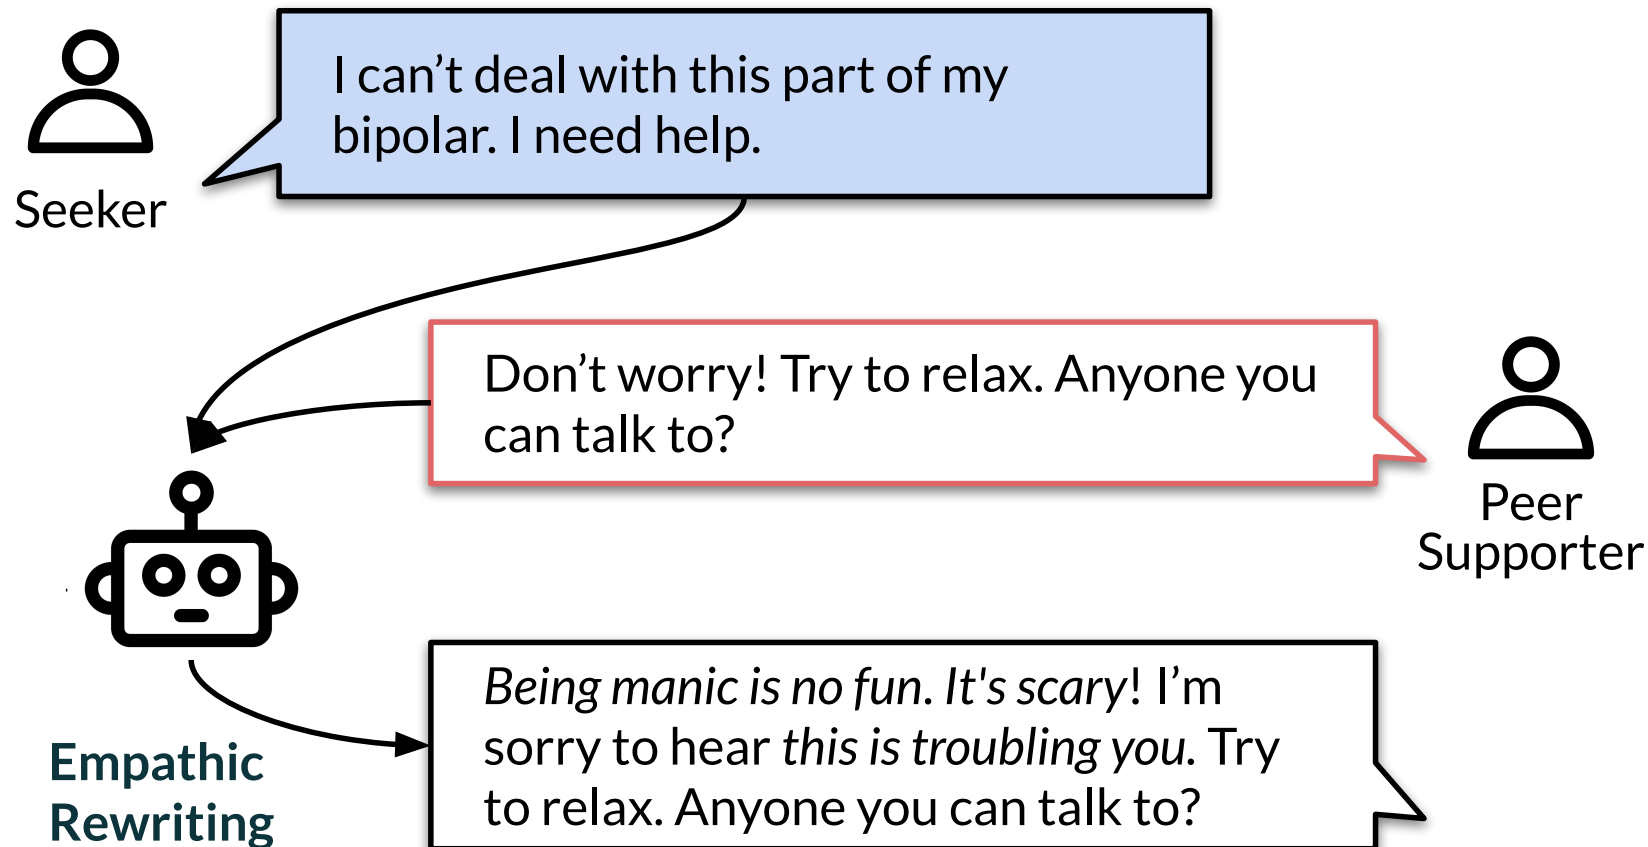 I can’t deal with this part of my
bipolar. I need help.
Seeker
Don’t worry! Try to relax. Anyone you
can talk to?
Peer
Supporter
Being manic is no fun. It's scary! I’m
sorry to hear this is troubling you. Try
to relax. Anyone you can talk to?
Empathic
Rewriting